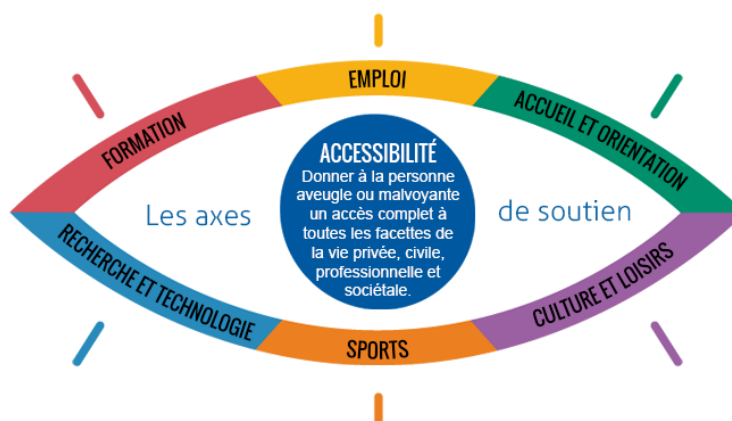 EMPLOI
FORMATION
ACCUEIL ET ORIENTATION
ACCESSIBILITÉ
Donner à la personne
aveugle ou malvoyante
un accès complet à
toutes les facettes de
la vie privée, civile,
professionnelle et
sociétale.
Les axes
de soutien
RECHERCHE ET TECHNOLOGIE
SPORTS
CULTURE ET LOISIRS